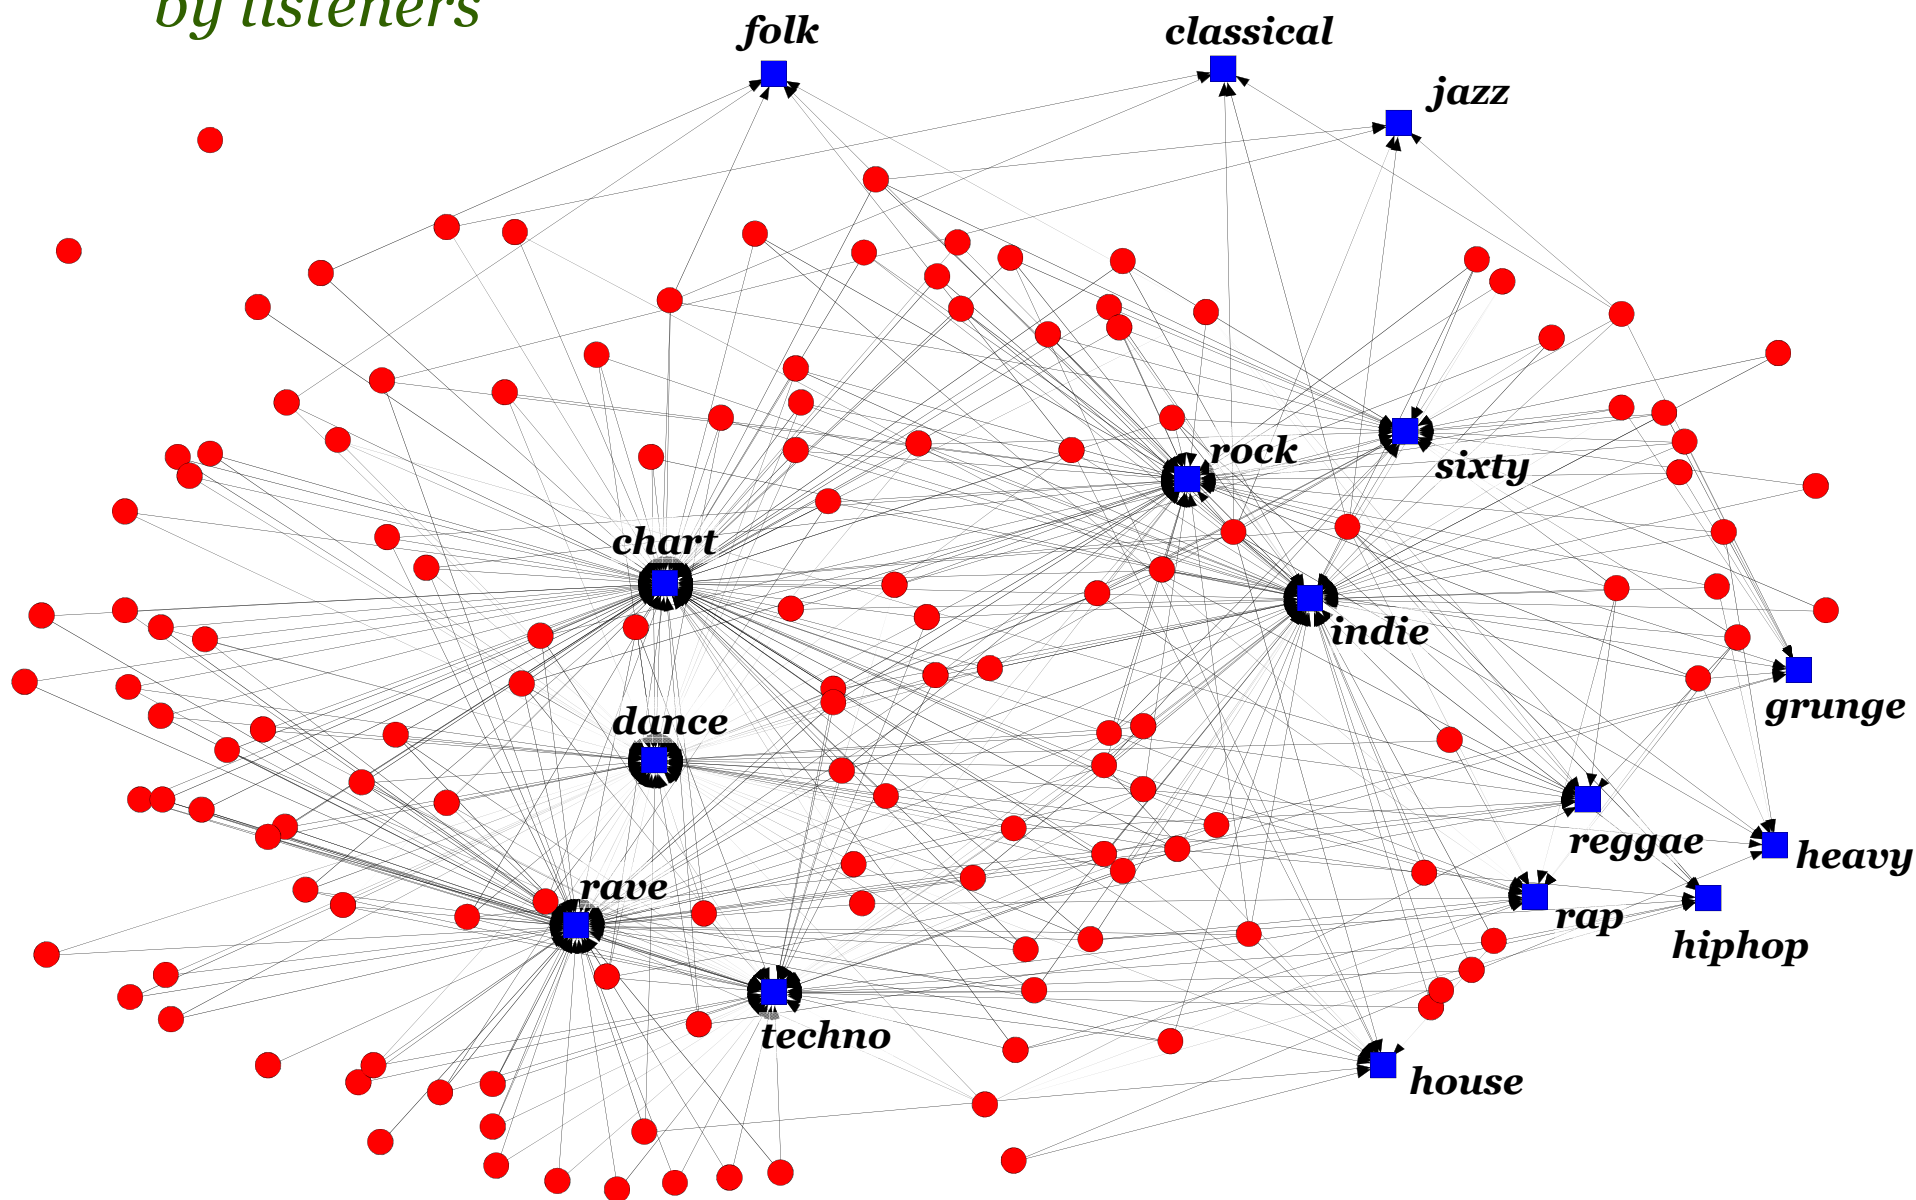 by listeners
folk
classical
jazz
rock
sixty
chart
indie
grunge
dance
reggae
heavy
rave
rap
hiphop
techno
house